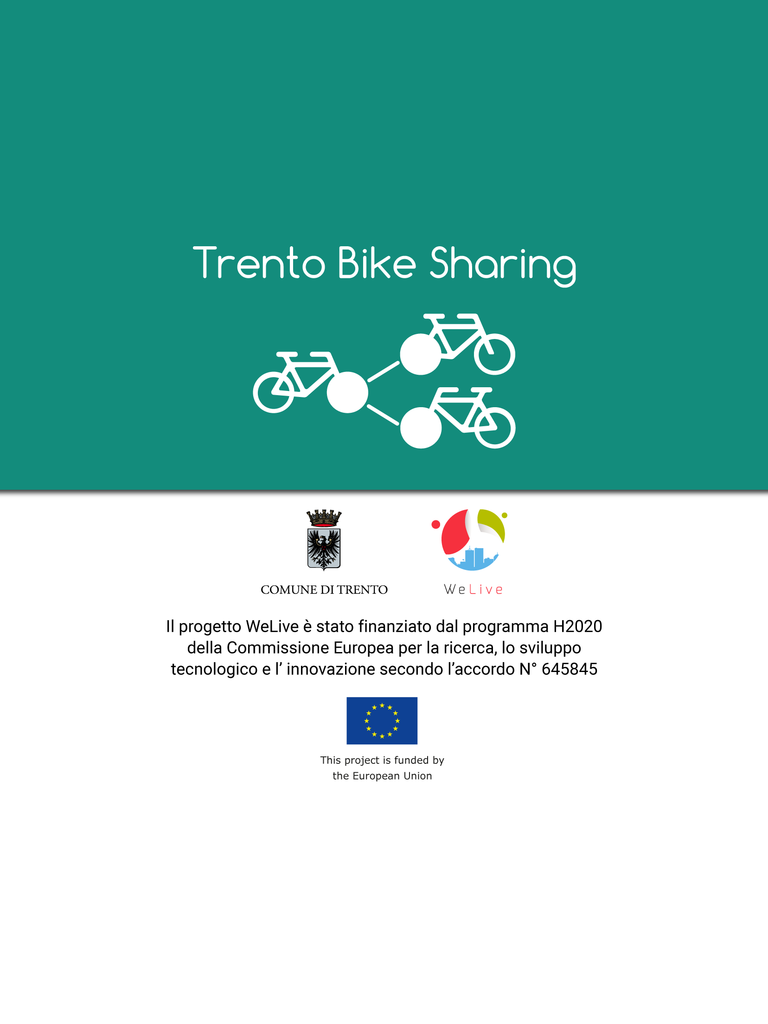 Trento Bike Sharing
COMUNE DI TRENTO
WeLive
Il progetto WeLive è stato finanziato dal programma H2020
della Commissione Europea per la ricerca, lo sviluppo
tecnologico e l’ innovazione secondo l’accordo N° 645845
This project is funded by
the European Union